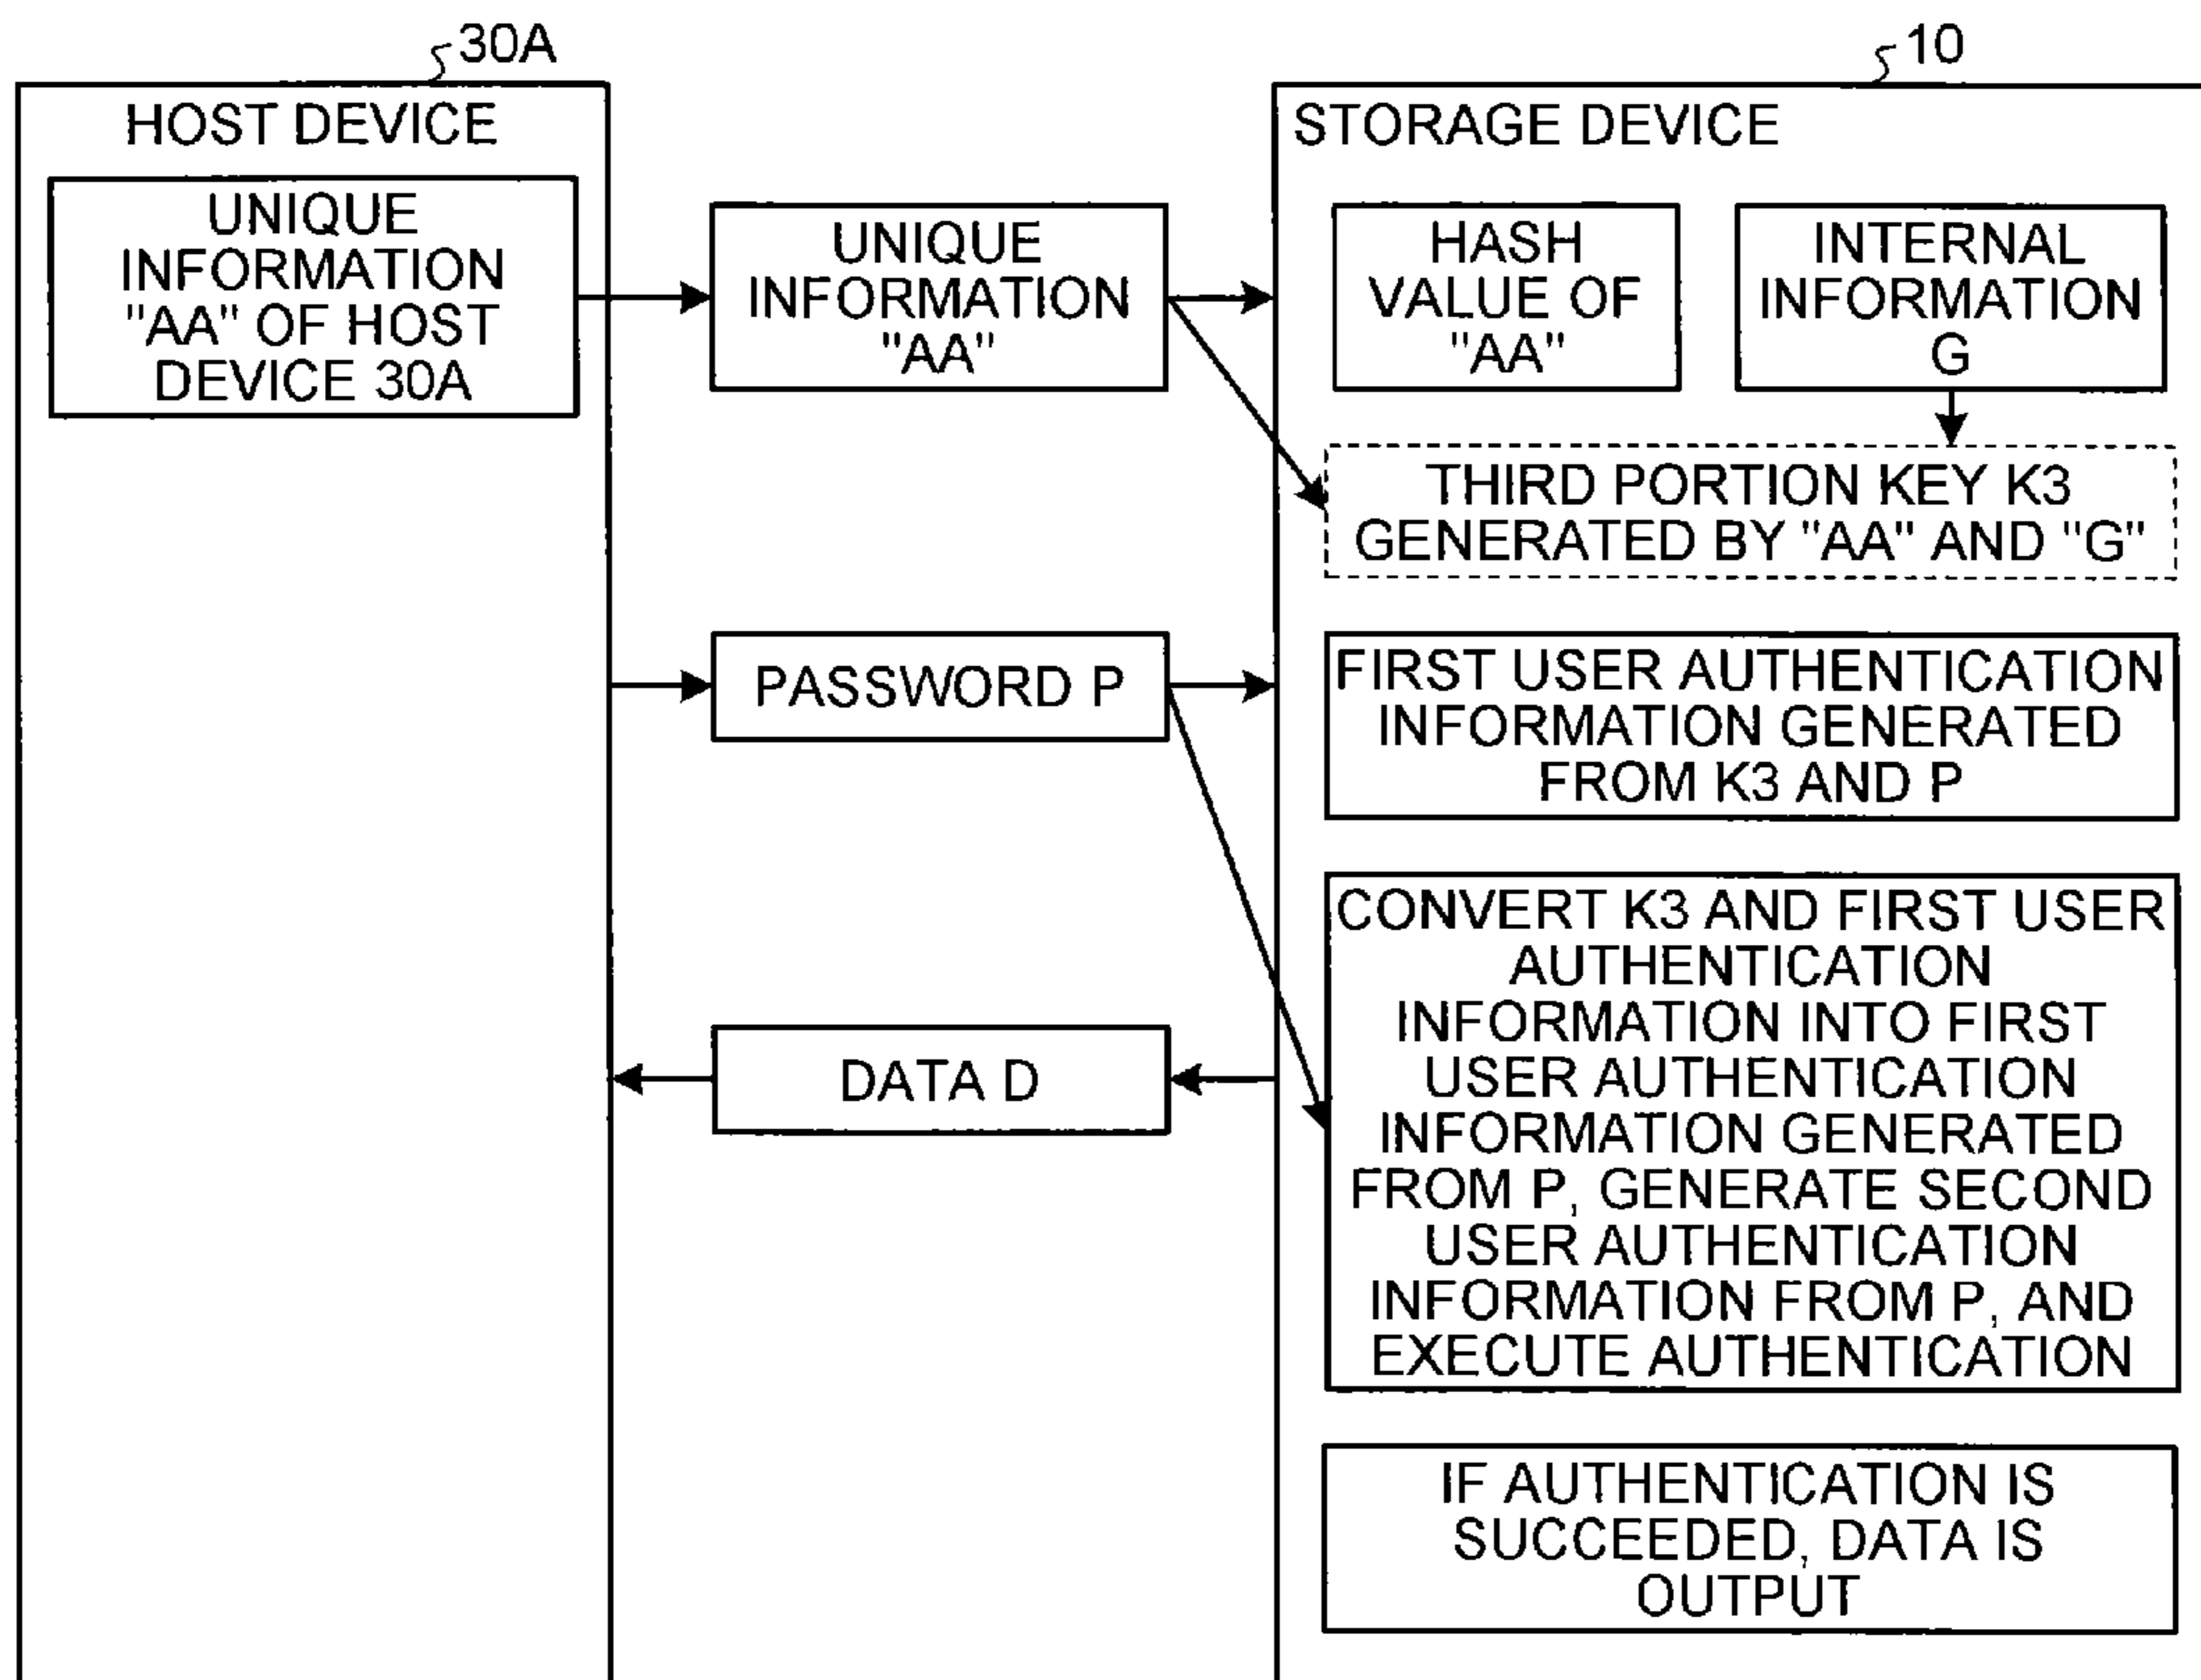 30A
HOST DEVICE
UNIQUE
INFORMATION
"AA" OF HOST
DEVICE 30A
UNIQUE
INFORMATION
"AA"
PASSWORD P
DATA D
10
STORAGE DEVICE
HASH
VALUE OF
"AA"
INTERNAL
INFORMATION
G
THIRD PORTION KEY K3
GENERATED BY "AA" AND "G"
FIRST USER AUTHENTICATION
INFORMATION GENERATED
FROM K3 AND P
CONVERT K3 AND FIRST USER
AUTHENTICATION
INFORMATION INTO FIRST
USER AUTHENTICATION
INFORMATION GENERATED
FROM P, GENERATE SECOND
USER AUTHENTICATION
INFORMATION FROM P, AND
EXECUTE AUTHENTICATION
IF AUTHENTICATION IS
SUCCEEDED, DATA IS
OUTPUT